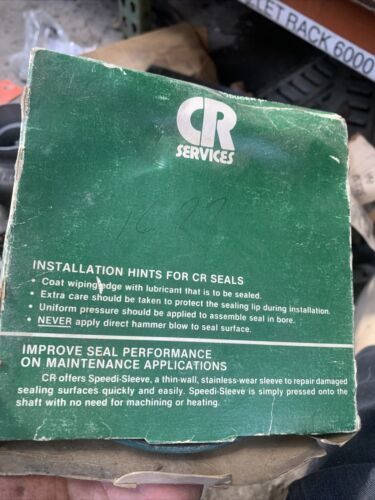 LET RACK 6000
CR
SERVICES
INSTALLATION HINTS FOR CR SEALS
• Coat wiping edge with lubricant that is to be sealed.
• Extra care should be taken to protect the sealing lip during installation.
• Uniform pressure should be applied to assemble seal in bore.
• NEVER apply direct hammer blow to seal surface.
IMPROVE SEAL PERFORMANCE
ON MAINTENANCE APPLICATIONS
CR offers Speedi-Sleeve, a thin-wall, stainless-wear sleeve to repair damaged
sealing surfaces quickly and easily. Speedi-Sleeve is simply pressed onto the
shaft with no need for machining or heating.